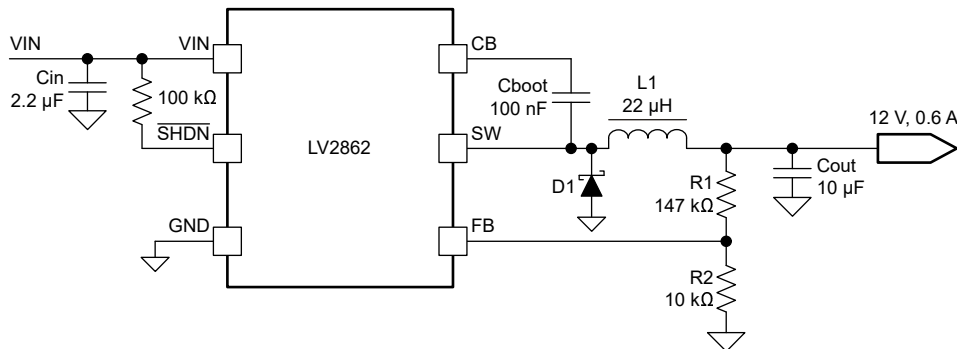 VIN
VIN
CB
Cin
2.2 µF
100 kΩ
Cboot
100 nF
L1
22 µH
12 V, 0.6 A
SHDN
LV2862
SW
D1
R1
147 kΩ
Cout
10 µF
GND
FB
R2
10 kΩ